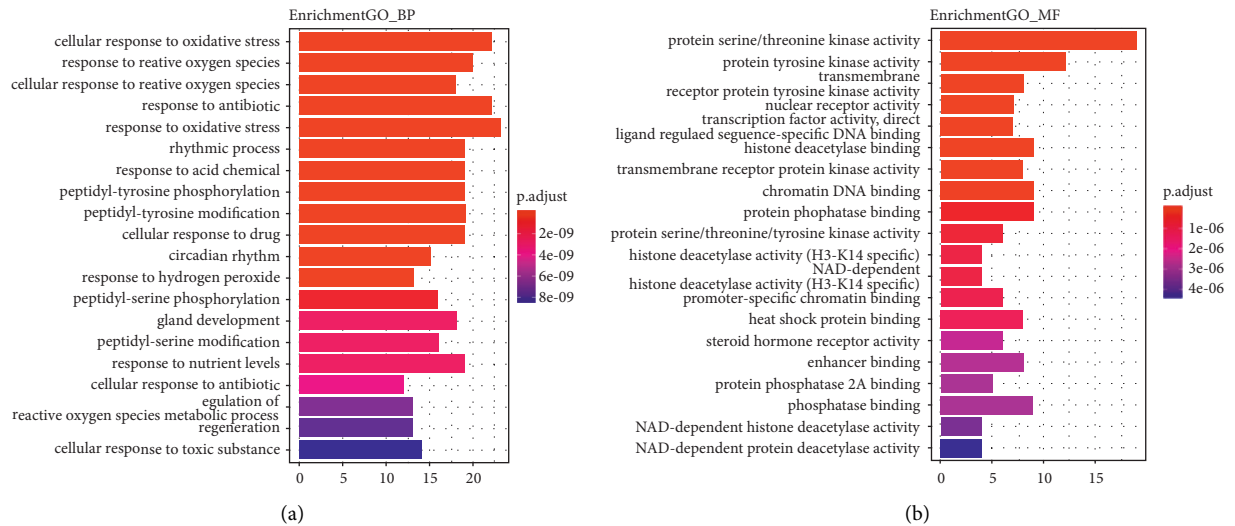 EnrichmentGO_BP
cellular response to oxidative stress
response to reative oxygen species
cellular response to reative oxygen species
response to antibiotic
response to oxidative stress
rhythmic process
response to acid chemical
peptidyl-tyrosine phosphorylation
peptidyl-tyrosine modification
cellular response to drug
circadian rhythm
response to hydrogen peroxide
peptidyl-serine phosphorylation
gland development
peptidyl-serine modification
response to nutrient levels
cellular response to antibiotic
egulation of
reactive oxygen species metabolic process
regeneration
cellular response to toxic substance
0 5 10 15 20
p.adjust
2e-09
4e-09
6e-09
8e-09
(a)
EnrichmentGO_MF
protein serine/threonine kinase activity
protein tyrosine kinase activity
transmembrane
receptor protein tyrosine kinase activity
nuclear receptor activity
transcription factor activity, direct
ligand regulaed seguence-specific DNA binding
histone deacetylase binding
transmembrane receptor protein kinase activity
chromatin DNA binding
protein phophatase binding
protein serine/threonine/tyrosine kinase activity
histone deacetylase activity (H3-K14 specific)
NAD-dependent
histone deacetylase activity (H3-K14 specific)
promoter-specific chromatin binding
heat shock protein binding
steroid hormone receptor activity
enhancer binding
protein phosphatase 2A binding
phosphatase binding
NAD-dependent histone deacetylase activity
NAD-dependent protein deacetylase activity
0 5 10 15
p.adjust
1e-06
2e-06
3e-06
4e-06
(b)